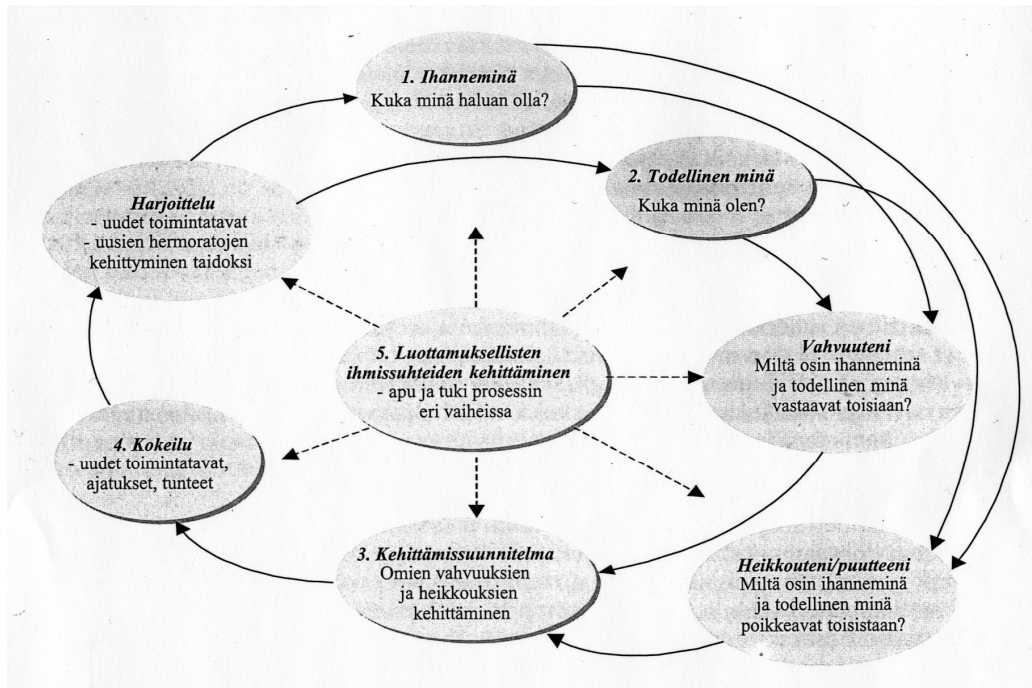 1. Ihanneminä
Kuka minä haluan olla?
2. Todellinen minä
Kuka minä olen?
Harjoittelu
- uudet toimintatavat
- uusien hermoratojen
kehittyminen taidoksi
5. Luottamuksellisten
ihmissuhteiden kehittäminen
- apu ja tuki prosessin
eri vaiheissa
Vahvuuteni
Miltä osin ihanneminä
ja todellinen minä
vastaavat toisiaan?
4. Kokeilu
- uudet toimintatavat,
ajatukset, tunteet
3. Kehittämissuunnitelma
Omien vahvuuksien
ja heikkouksien
kehittäminen
Heikkouteni/puutteeni
Miltä osin ihanneminä
ja todellinen minä
poikkeavat toisistaan?